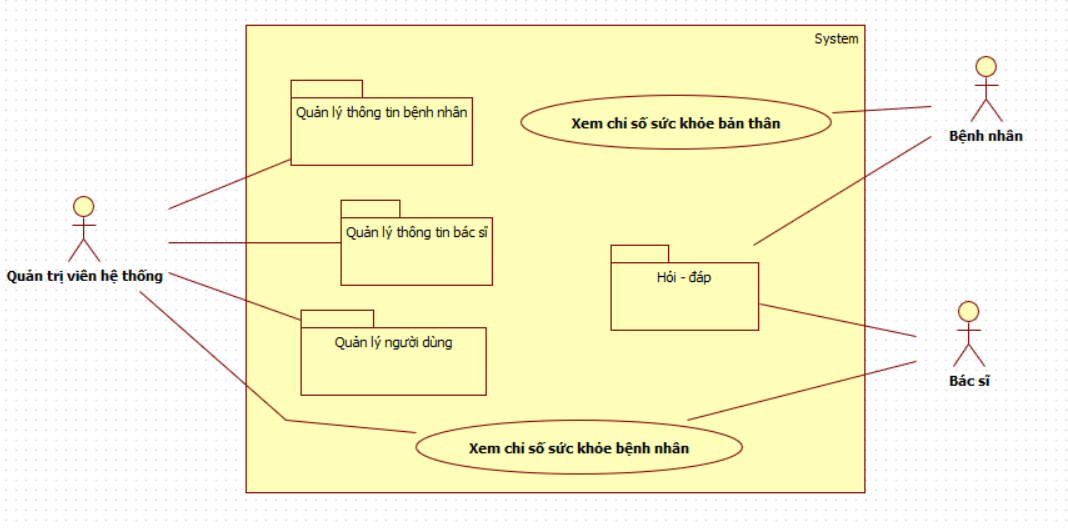 System
Quản lý thông tin bệnh nhân
Xem chỉ số sức khỏe bản thân
Bệnh nhân
Quản lý thông tin bác sĩ
Quản trị viên hệ thống
Hỏi - đáp
Quản lý người dùng
Bác sĩ
Xem chỉ số sức khỏe bệnh nhân